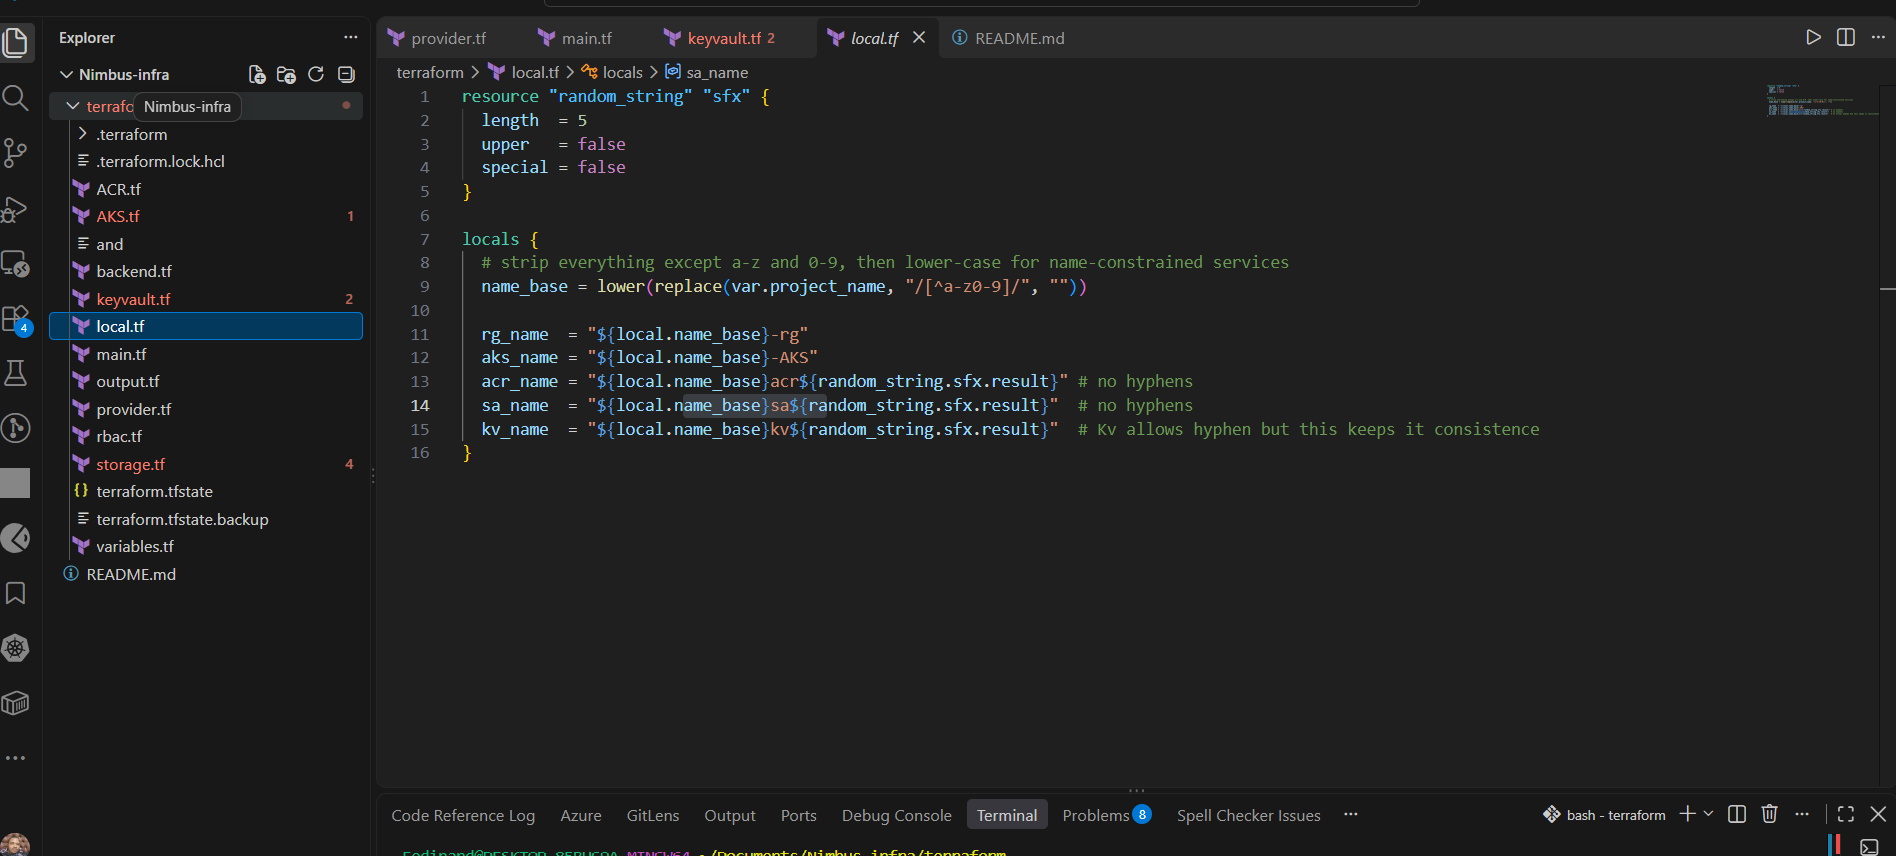 Explorer
Nimbus-infra
terrafo
Nimbus-infra
.terraform
.terraform.lock.hcl
ACR.tf
AKS.tf 1
and
backend.tf
keyvault.tf 2
local.tf
main.tf
output.tf
provider.tf
rbac.tf
storage.tf 4
terraform.tfstate
terraform.tfstate.backup
variables.tf
README.md
4
provider.tf main.tf keyvault.tf 2 local.tf README.md
terraform > local.tf > locals > sa_name
1 resource "random_string" "sfx" {
2 length = 5
3 upper = false
4 special = false
5 }
6
7 locals {
8 # strip everything except a-z and 0-9, then lower-case for name-constrained services
9 name_base = lower(replace(var.project_name, "/[^a-z0-9]/", ""))
10
11 rg_name = "${local.name_base}-rg"
12 aks_name = "${local.name_base}-AKS"
13 acr_name = "${local.name_base}acr${random_string.sfx.result}" # no hyphens
14 sa_name = "${local.name_base}sa${random_string.sfx.result}" # no hyphens
15 kv_name = "${local.name_base}kv${random_string.sfx.result}" # Kv allows hyphen but this keeps it consistence
16 }
Code Reference Log Azure GitLens Output Ports Debug Console Terminal Problems 8 Spell Checker Issues bash - terraform